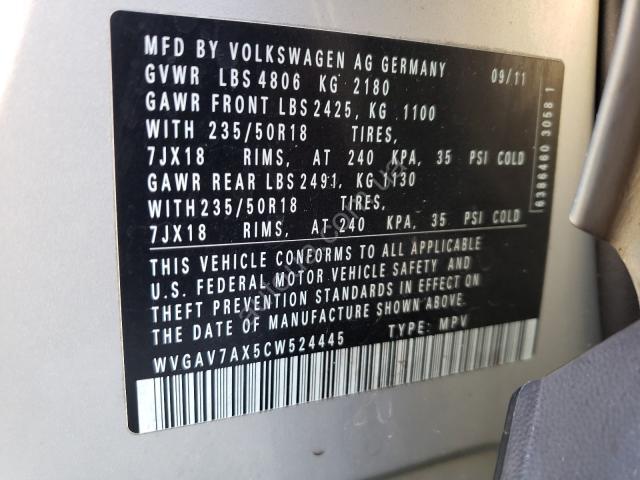 MFD BY VOLKSWAGEN AG GERMANY 09/11
GVWR LBS 4806 KG 2180
GAWR FRONT LBS 2425, KG 1100
WITH 235/50R18 TIRES,
7JX18 RIMS, AT 240 KPA, 35 PSI COLD
GAWR REAR LBS 2491, KG 1130
WITH 235/50R18 TIRES,
7JX18 RIMS, AT 240 KPA, 35 PSI COLD
THIS VEHICLE CONFORMS TO ALL APPLICABLE
U.S. FEDERAL MOTOR VEHICLE SAFETY AND
THEFT PREVENTION STANDARDS IN EFFECT ON
THE DATE OF MANUFACTURE SHOWN ABOVE.
WVGAV7AX5CW524445 TYPE: MPV
6386460 3058 1